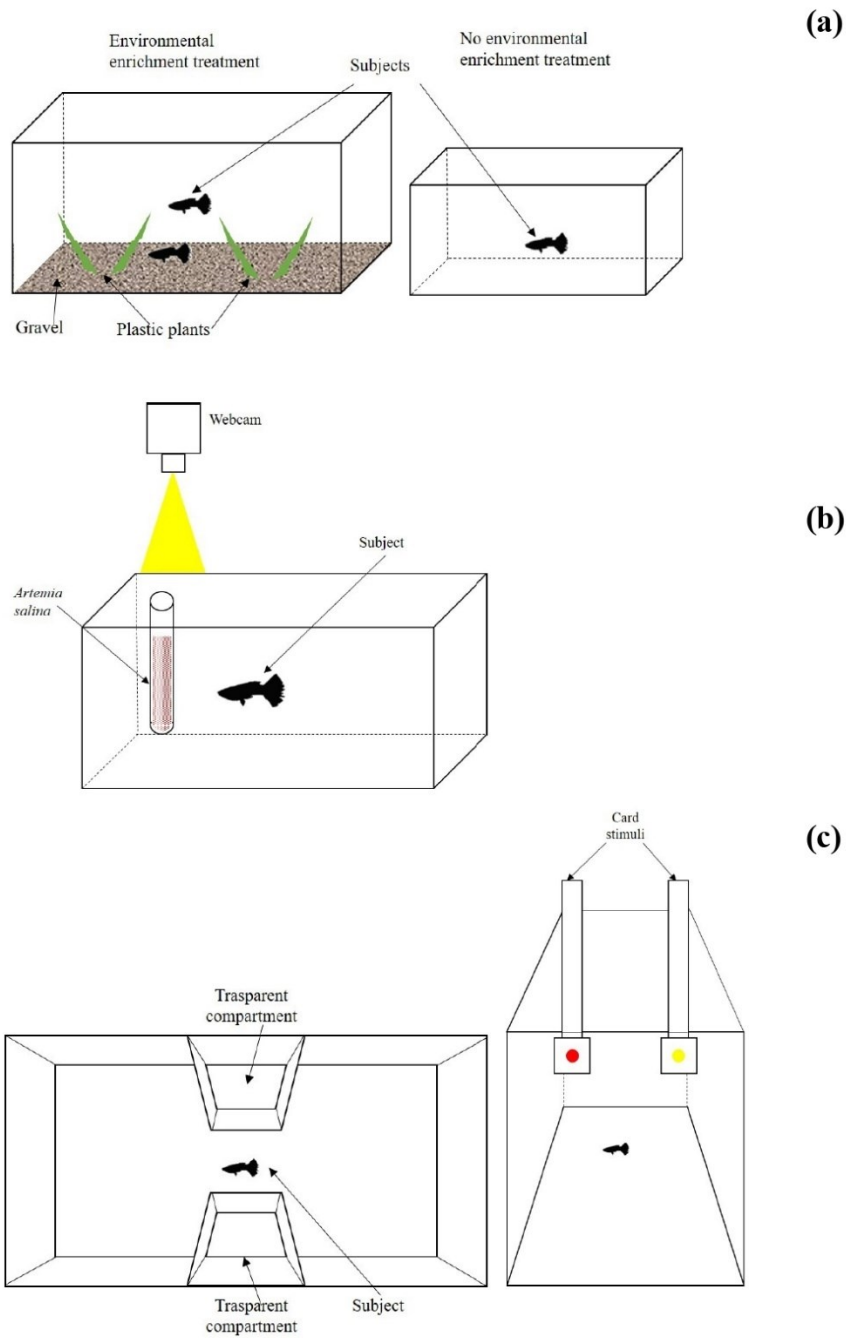 (a)
Environmental
enrichment treatment
Subjects
No environmental
enrichment treatment
Gravel
Plastic plants
(b)
Webcam
Subject
Artemia
salina
(c)
Card
stimuli
Trasparent
compartment
Trasparent
compartment
Subject